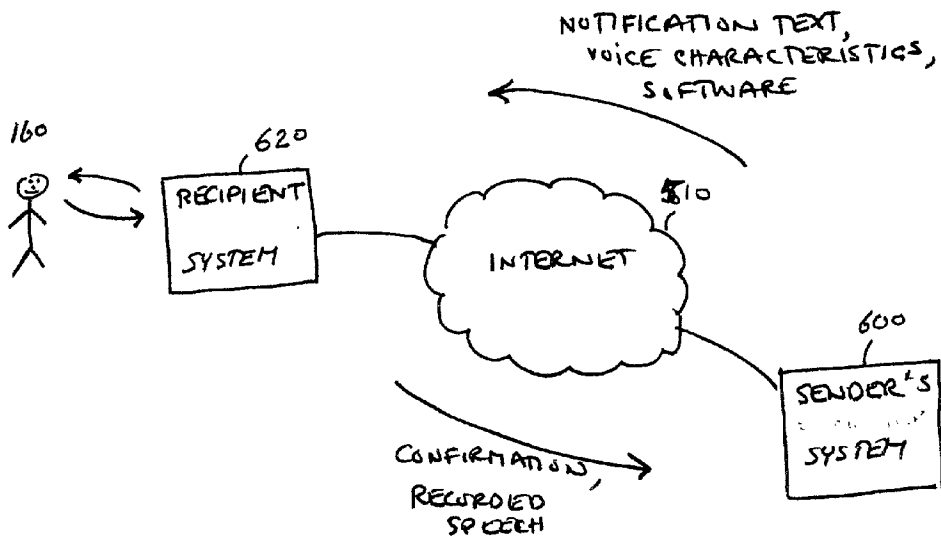 NOTIFICATION TEXT,
VOICE CHARACTERISTICS,
SOFTWARE
160
620
RECIPIENT
SYSTEM
INTERNET
600
SENDER'S
SYSTEM
CONFIRMATION,
RECORDED
SPEECH